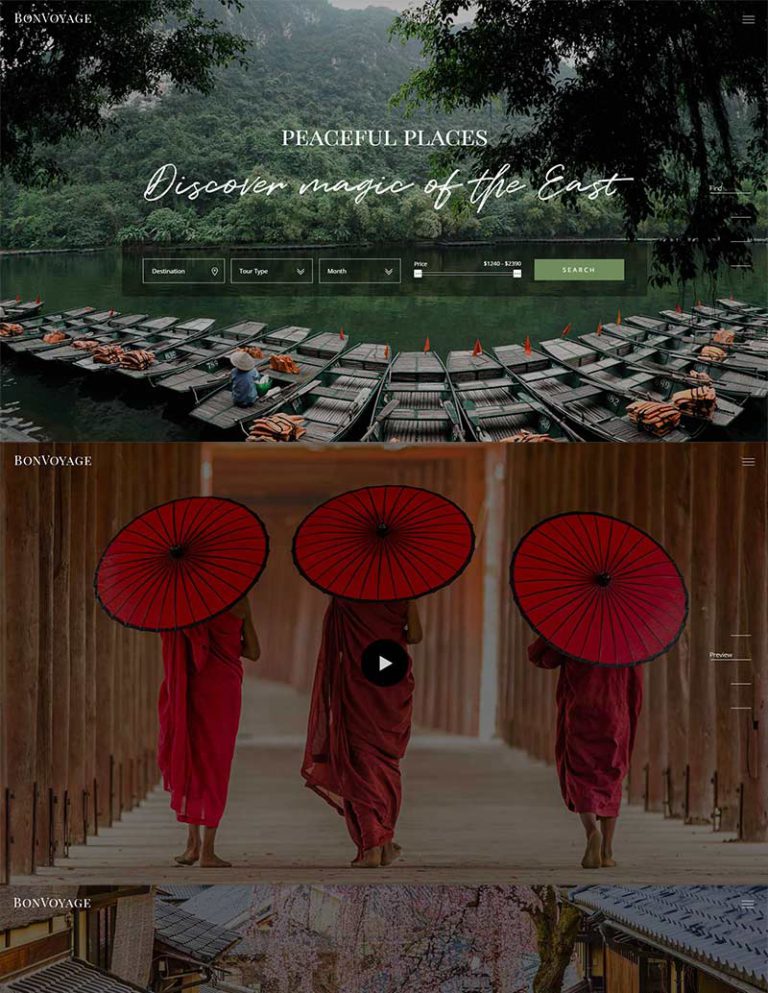 BONVOYAGE
PEACEFUL PLACES
Discover magic of the East
Find
Destination
Tour Type
Month
Price
$1240 - $2390
SEARCH
BONVOYAGE
Preview
BONVOYAGE